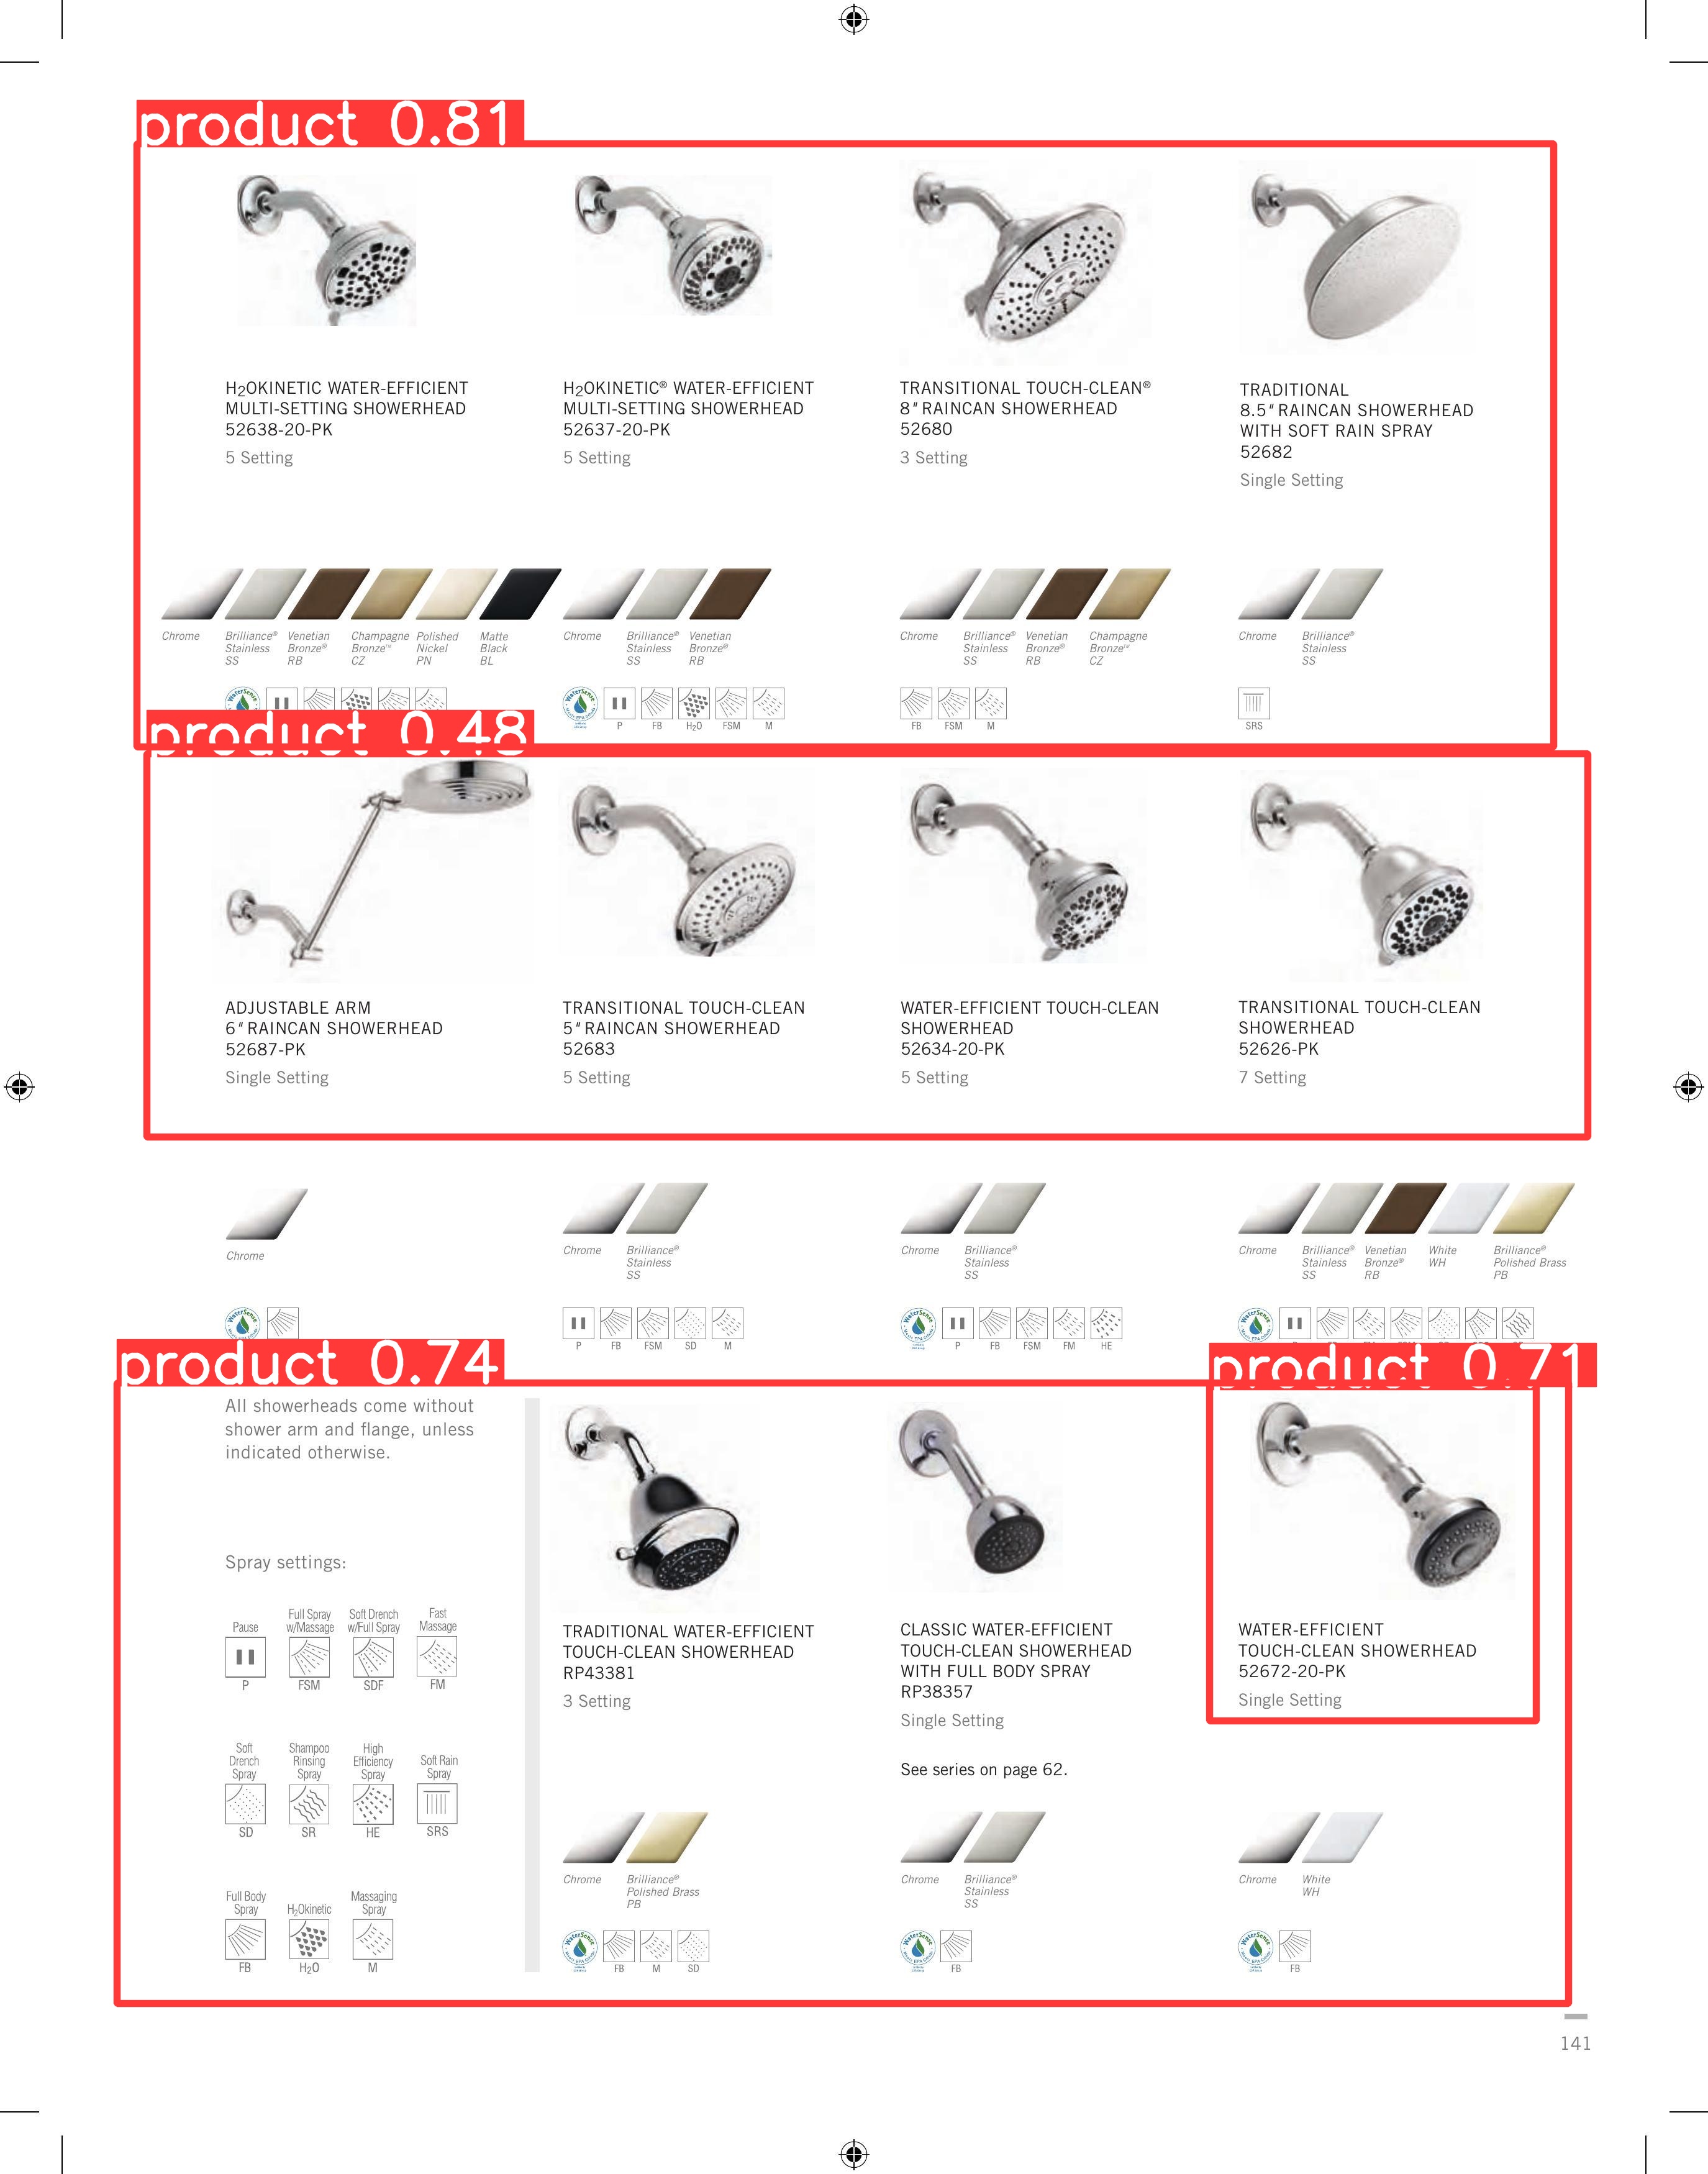 product 0.81
H2OKINETIC WATER-EFFICIENT
MULTI-SETTING SHOWERHEAD
52638-20-PK
5 Setting
H2OKINETIC® WATER-EFFICIENT
MULTI-SETTING SHOWERHEAD
52637-20-PK
5 Setting
TRANSITIONAL TOUCH-CLEAN®
8" RAINCAN SHOWERHEAD
52680
3 Setting
TRADITIONAL
8.5" RAINCAN SHOWERHEAD
WITH SOFT RAIN SPRAY
52682
Single Setting
Chrome
Brilliance®
Stainless
SS
Venetian
Bronze®
RB
Champagne
Bronze™
CZ
Polished
Nickel
PN
Matte
Black
BL
Chrome
Brilliance®
Stainless
SS
Venetian
Bronze®
RB
Chrome
Brilliance®
Stainless
SS
Venetian
Bronze®
RB
Champagne
Bronze™
CZ
Chrome
Brilliance®
Stainless
SS
WaterSense
WaterSense
P FB H2O FSM M
FB FSM M
SRS
product 0.48
ADJUSTABLE ARM
6" RAINCAN SHOWERHEAD
52687-PK
Single Setting
TRANSITIONAL TOUCH-CLEAN
5" RAINCAN SHOWERHEAD
52683
5 Setting
WATER-EFFICIENT TOUCH-CLEAN
SHOWERHEAD
52634-20-PK
5 Setting
TRANSITIONAL TOUCH-CLEAN
SHOWERHEAD
52626-PK
7 Setting
Chrome
Chrome
Brilliance®
Stainless
SS
Chrome
Brilliance®
Stainless
SS
Chrome
Brilliance®
Stainless
SS
Venetian
Bronze®
RB
White
WH
Brilliance®
Polished Brass
PB
WaterSense
P FB FSM SD M
WaterSense
P FB FSM FM HE
WaterSense
product 0.74
product 0.71
All showerheads come without
shower arm and flange, unless
indicated otherwise.
Spray settings:
Pause
P
Full Spray
w/Massage
FSM
Soft Drench
w/Full Spray
SDF
Fast
Massage
FM
Soft
Drench
Spray
SD
Shampoo
Rinsing
Spray
SR
High
Efficiency
Spray
HE
Soft Rain
Spray
SRS
Full Body
Spray
FB
H2Okinetic
H2O
Massaging
Spray
M
TRADITIONAL WATER-EFFICIENT
TOUCH-CLEAN SHOWERHEAD
RP43381
3 Setting
CLASSIC WATER-EFFICIENT
TOUCH-CLEAN SHOWERHEAD
WITH FULL BODY SPRAY
RP38357
Single Setting
See series on page 62.
WATER-EFFICIENT
TOUCH-CLEAN SHOWERHEAD
52672-20-PK
Single Setting
Chrome
Brilliance®
Polished Brass
PB
Chrome
Brilliance®
Stainless
SS
Chrome
White
WH
WaterSense
FB M SD
WaterSense
FB
WaterSense
FB
141